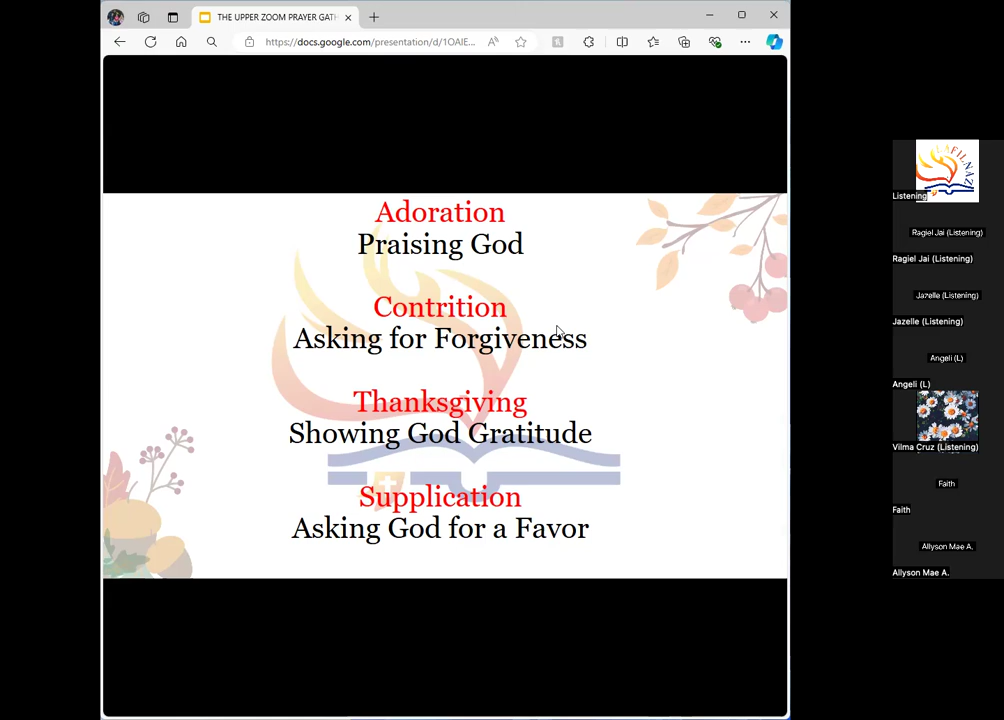 THE UPPER ZOOM PRAYER GATH
https://docs.google.com/presentation/d/1OAIE...
Adoration
Praising God
Contrition
Asking for Forgiveness
Thanksgiving
Showing God Gratitude
Supplication
Asking God for a Favor
LAFILNAZ
Listening
Ragiel Jai (Listening)
Ragiel Jai (Listening)
Jazelle (Listening)
Jazelle (Listening)
Angeli (L)
Angeli (L)
Vilma Cruz (Listening)
Faith
Faith
Allyson Mae A.
Allyson Mae A.